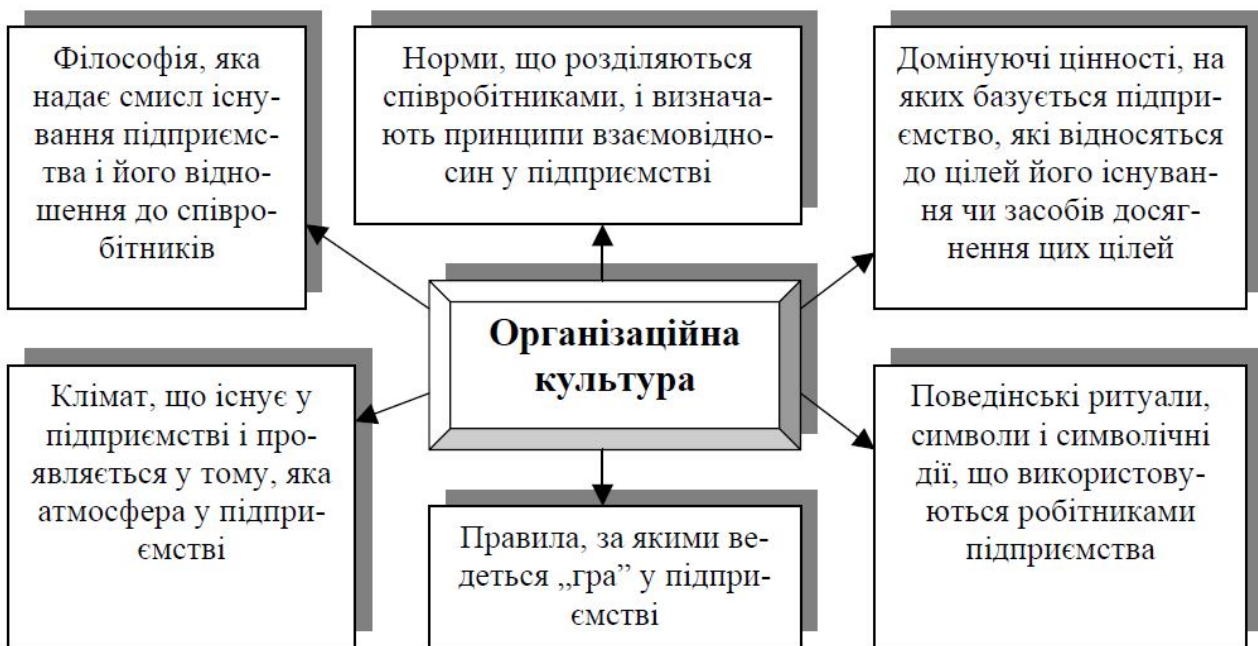 Філософія, яка
надає смисл існу-
вання підприємс-
тва і його відно-
шення до співро-
бітників
Норми, що розділяються
співробітниками, і визнача-
ють принципи взаємовідно-
син у підприємстві
Домінуючі цінності, на
яких базується підпри-
ємство, які відносяться
до цілей його існуван-
ня чи засобів досяг-
нення цих цілей
Організаційна
культура
Клімат, що існує у
підприємстві і про-
являється у тому, яка
атмосфера у підпри-
ємстві
Правила, за якими ве-
деться „гра” у підпри-
ємстві
Поведінські ритуали,
символи і символічні
дії, що використову-
ються робітниками
підприємства